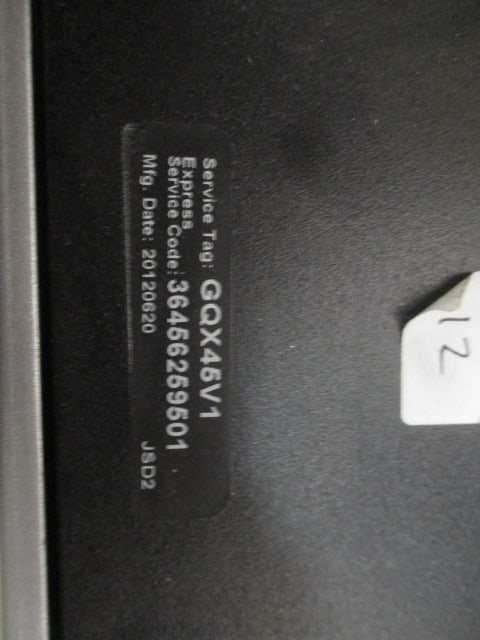 Service Tag: GQX45V1
Express
Service Code: 36456259501
Mfg. Date: 20120620 JSD2
12